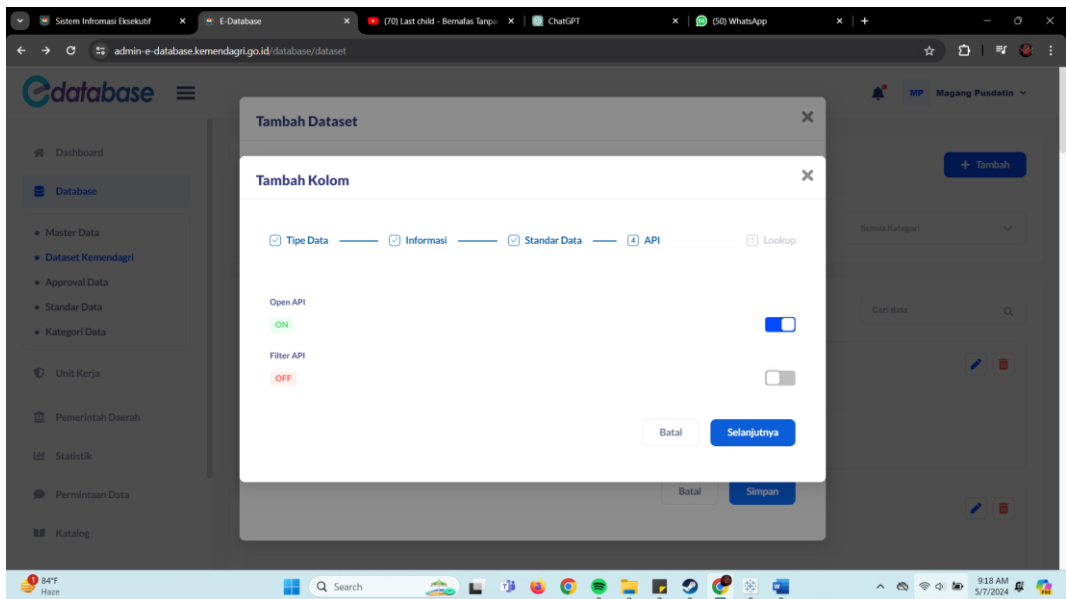 Sistem Infromasi Eksekutif
E-Database
(70) Last child - Bernafas Tanpa
ChatGPT
(50) WhatsApp
admin-e-database.kemendagri.go.id/database/dataset
edatabase
MP Magang Pusdatin
Tambah Dataset
+ Tambah
Dashboard
Database
Master Data
Dataset Kemendagri
Approval Data
Standar Data
Kategori Data
Unit Kerja
Pemerintah Daerah
Statistik
Permintaan Data
Katalog
Semua Kategori
Cari data
Tambah Kolom
Tipe Data
Informasi
Standar Data
4 API
5 Lookup
Open API
ON
Filter API
OFF
Batal
Selanjutnya
Batal
Simpan
1
84°F
Haze
Search
9:18 AM
5/7/2024